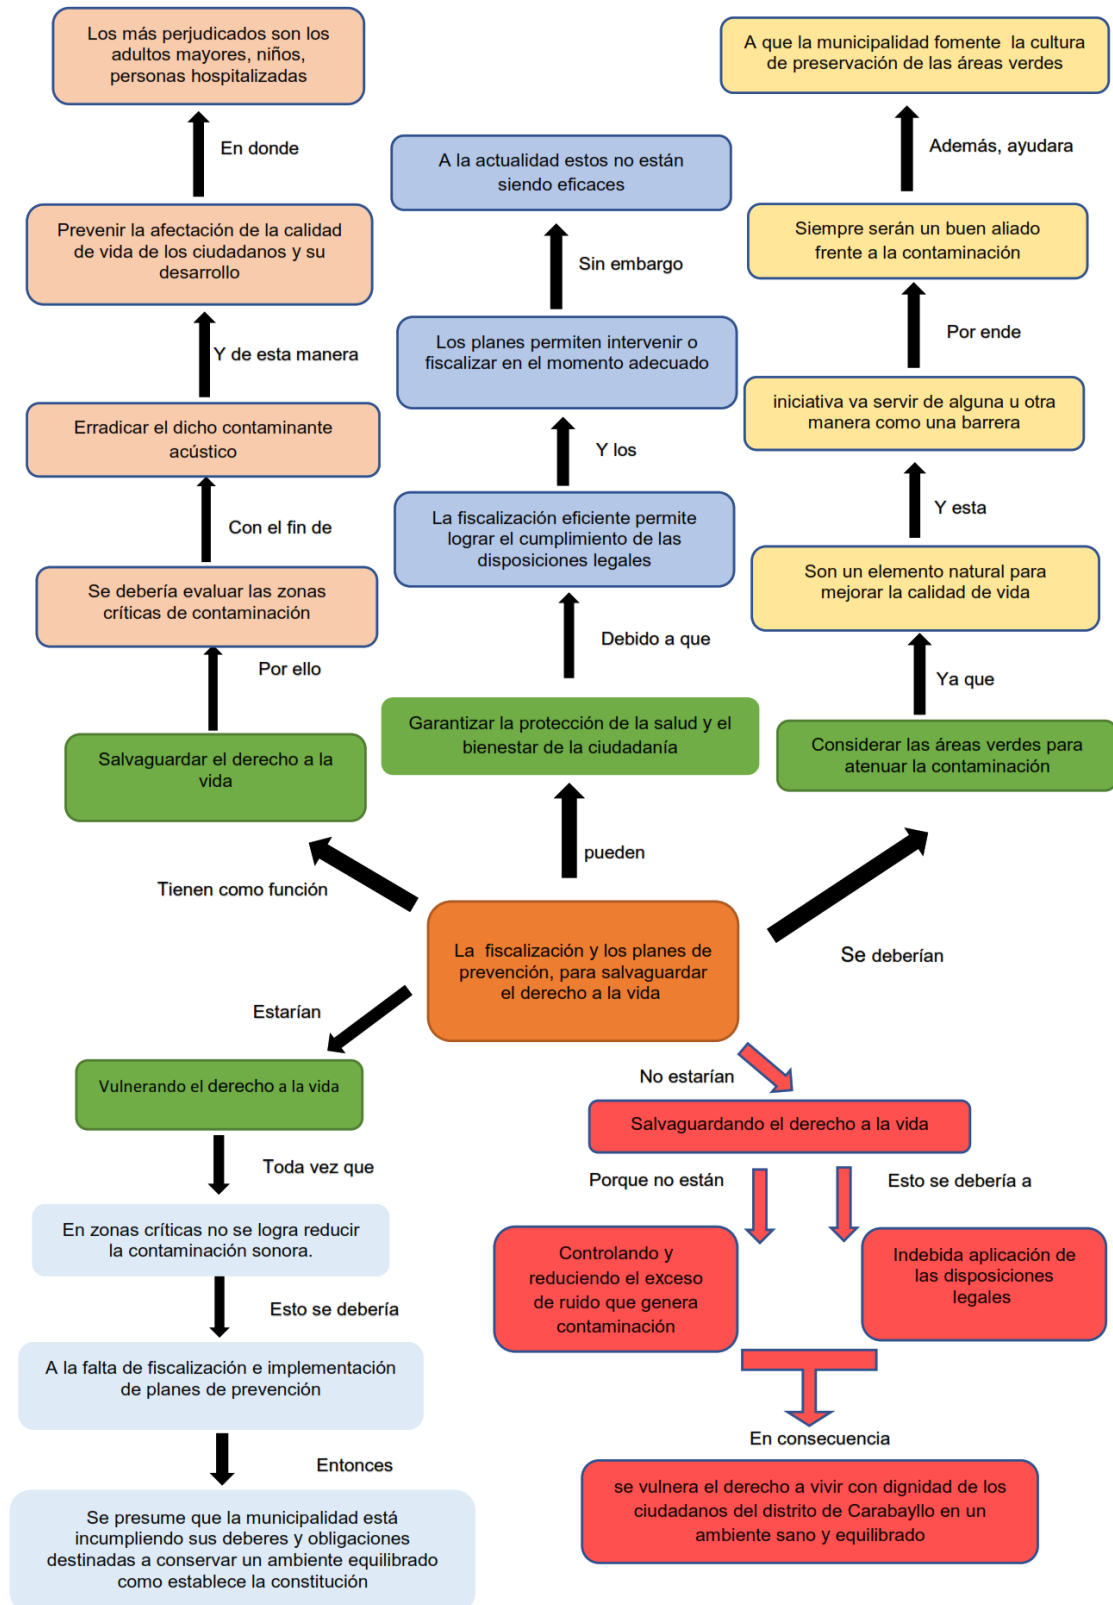 Los más perjudicados son los
adultos mayores, niños,
personas hospitalizadas
En donde
Prevenir la afectación de la calidad
de vida de los ciudadanos y su
desarrollo
Y de esta manera
Erradicar el dicho contaminante
acústico
Con el fin de
Se debería evaluar las zonas
críticas de contaminación
Por ello
Salvaguardar el derecho a la
vida
Tienen como función
A la actualidad estos no están
siendo eficaces
Sin embargo
Los planes permiten intervenir o
fiscalizar en el momento adecuado
Y los
La fiscalización eficiente permite
lograr el cumplimiento de las
disposiciones legales
Debido a que
Garantizar la protección de la salud y el
bienestar de la ciudadanía
pueden
A que la municipalidad fomente la cultura
de preservación de las áreas verdes
Además, ayudara
Siempre serán un buen aliado
frente a la contaminación
Por ende
iniciativa va servir de alguna u otra
manera como una barrera
Y esta
Son un elemento natural para
mejorar la calidad de vida
Ya que
Considerar las áreas verdes para
atenuar la contaminación
Se deberían
La fiscalización y los planes de
prevención, para salvaguardar
el derecho a la vida
Estarían
Vulnerando el derecho a la vida
Toda vez que
En zonas críticas no se logra reducir
la contaminación sonora.
Esto se debería
A la falta de fiscalización e implementación
de planes de prevención
Entonces
Se presume que la municipalidad está
incumpliendo sus deberes y obligaciones
destinadas a conservar un ambiente equilibrado
como establece la constitución
No estarían
Salvaguardando el derecho a la vida
Porque no están
Esto se debería a
Controlando y
reduciendo el exceso
de ruido que genera
contaminación
Indebida aplicación de
las disposiciones
legales
En consecuencia
se vulnera el derecho a vivir con dignidad de los
ciudadanos del distrito de Carabayllo en un
ambiente sano y equilibrado